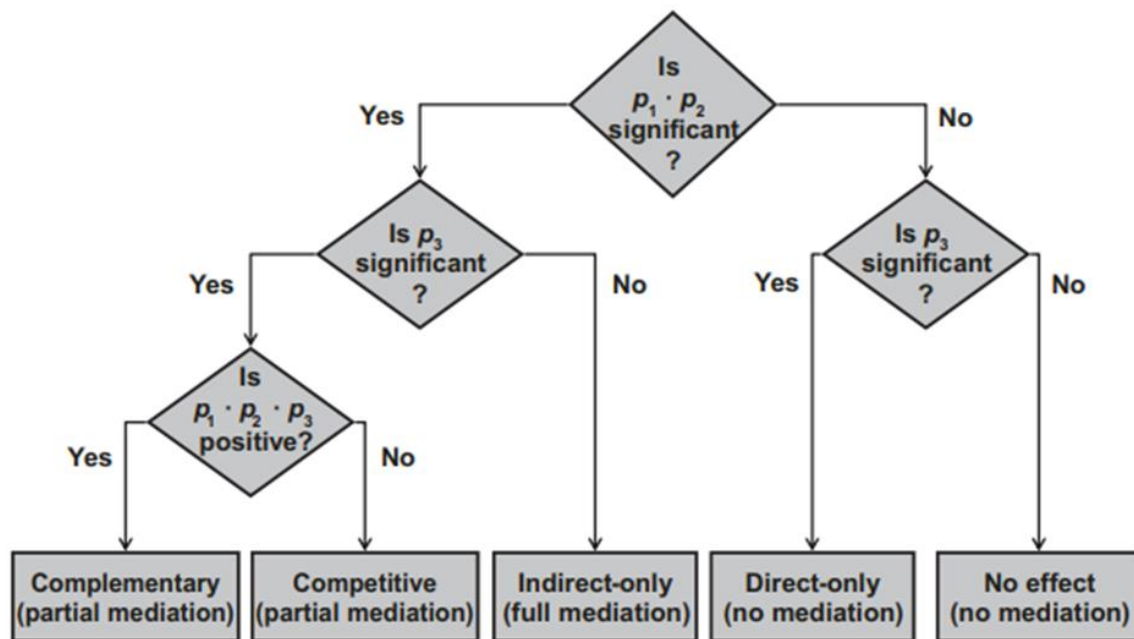 Is
p₁ · p₂
significant
?
Yes
No
Is p₃
significant
?
Is p₃
significant
?
Yes
No
Yes
No
Is
p₁ · p₂ · p₃
positive?
Yes
No
Complementary
(partial mediation)
Competitive
(partial mediation)
Indirect-only
(full mediation)
Direct-only
(no mediation)
No effect
(no mediation)